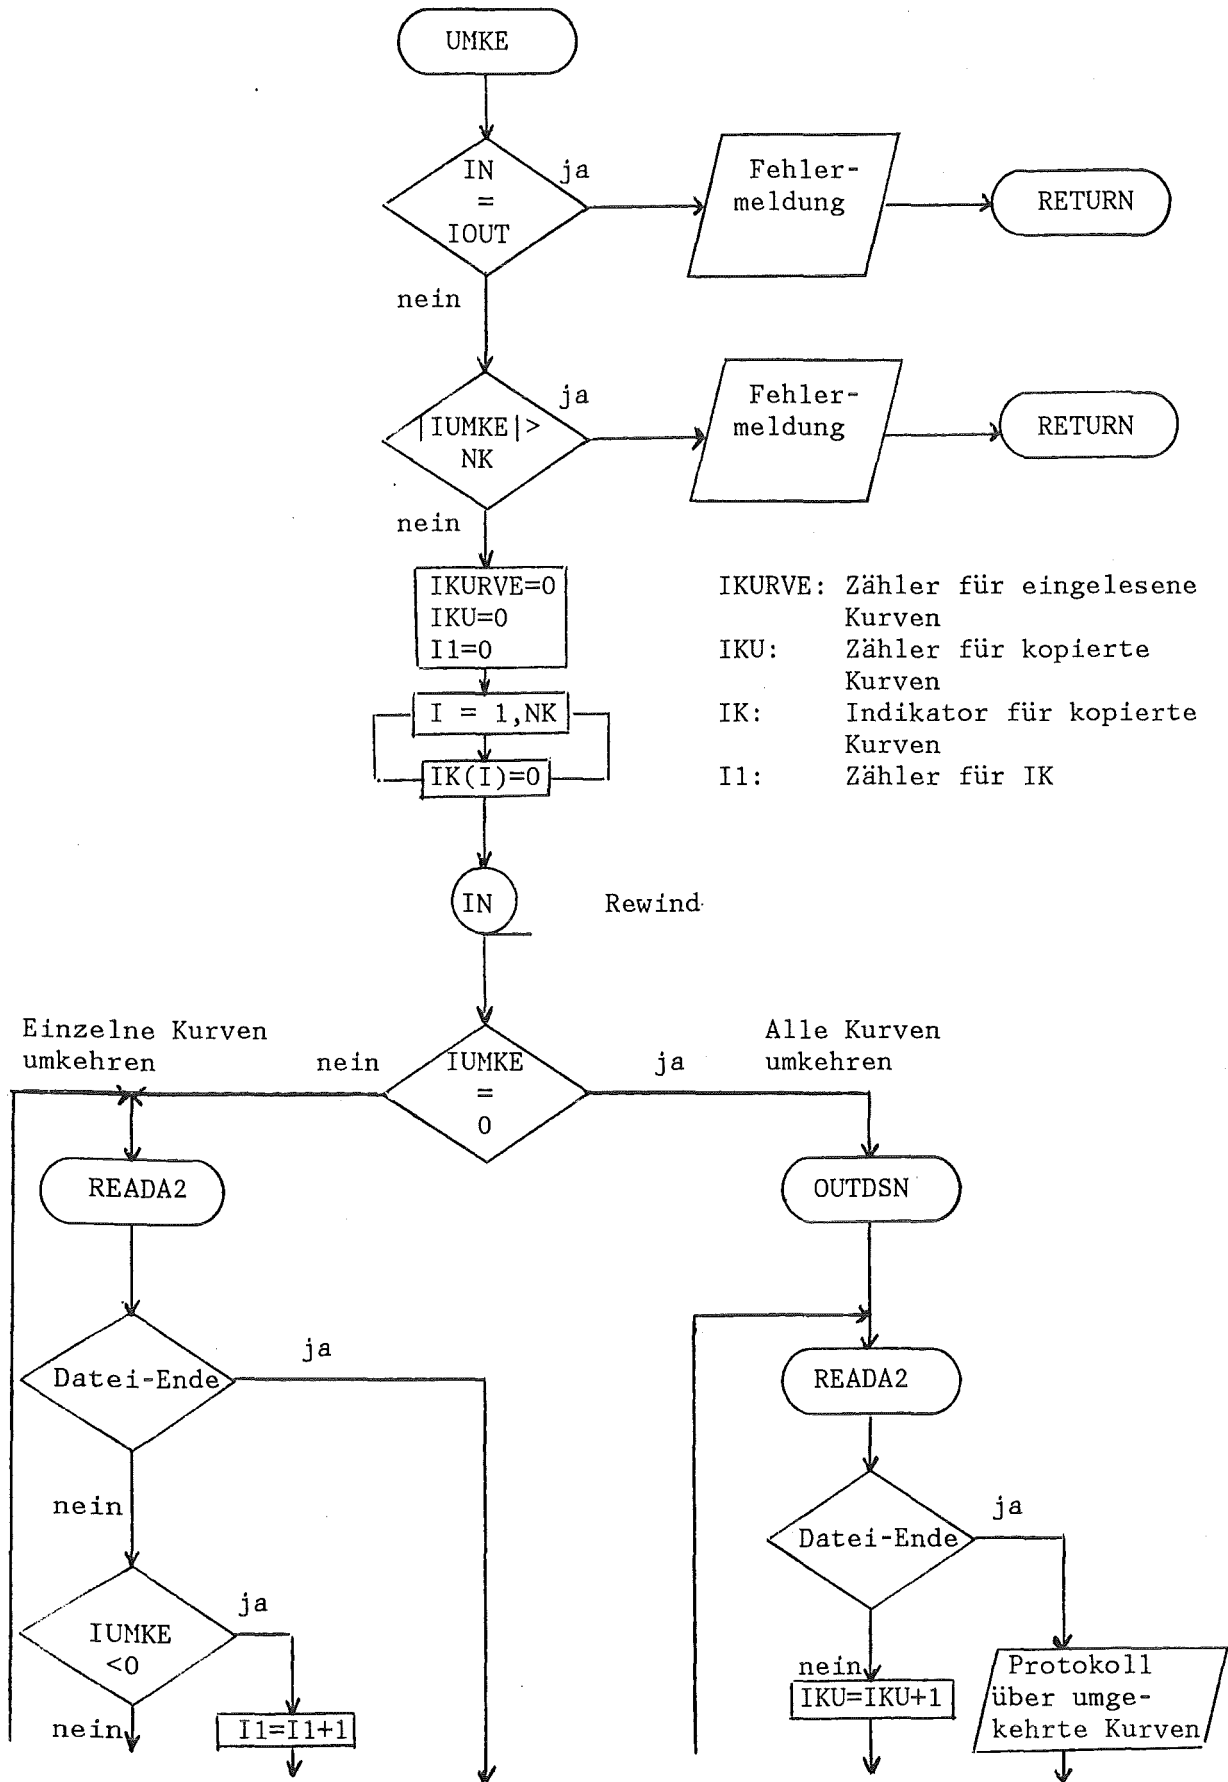 UMKE
IN
=
IOUT
ja
Fehler-
meldung
RETURN
nein
|IUMKE|>
NK
ja
Fehler-
meldung
RETURN
nein
IKURVE=0
IKU=0
I1=0
I = 1,NK
IK(I)=0
IKURVE: Zähler für eingelesene
Kurven
IKU: Zähler für kopierte
Kurven
IK: Indikator für kopierte
Kurven
I1: Zähler für IK
IN
Rewind
Einzelne Kurven
umkehren
nein
IUMKE
=
0
ja
Alle Kurven
umkehren
READA2
Datei-Ende
ja
nein
IUMKE
<0
ja
nein
I1=I1+1
OUTDSN
READA2
Datei-Ende
ja
nein
IKU=IKU+1
Protokoll
über umge-
kehrte Kurven